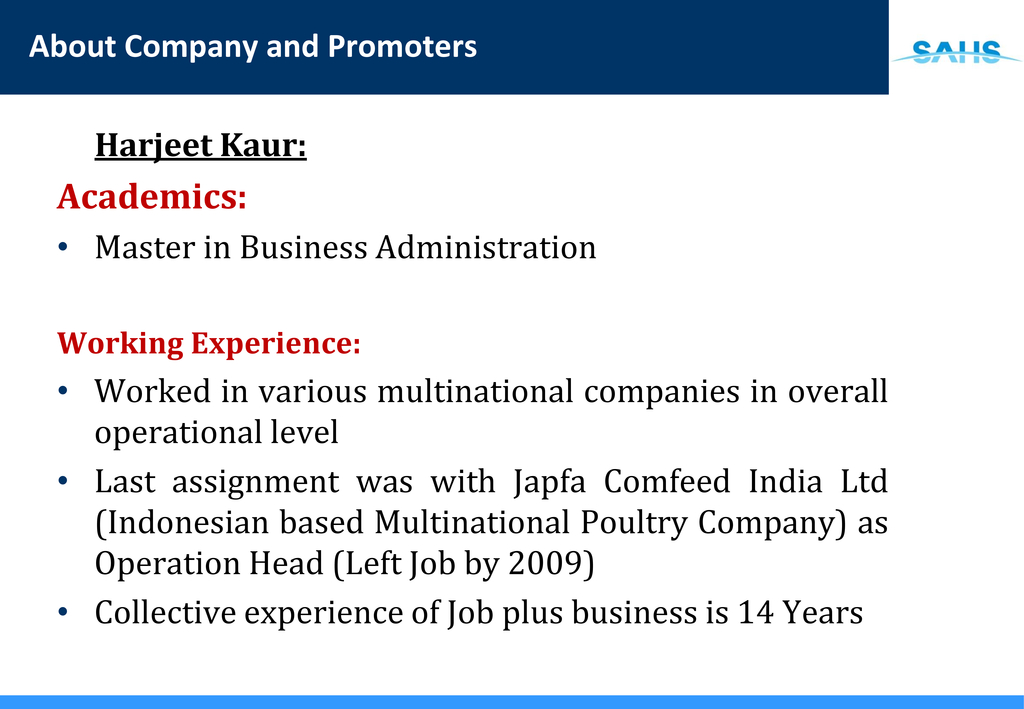 About Company and Promoters
SAHS
Harjeet Kaur:
Academics:
• Master in Business Administration
Working Experience:
• Worked in various multinational companies in overall
operational level
• Last assignment was with Japfa Comfeed India Ltd
(Indonesian based Multinational Poultry Company) as
Operation Head (Left Job by 2009)
• Collective experience of Job plus business is 14 Years